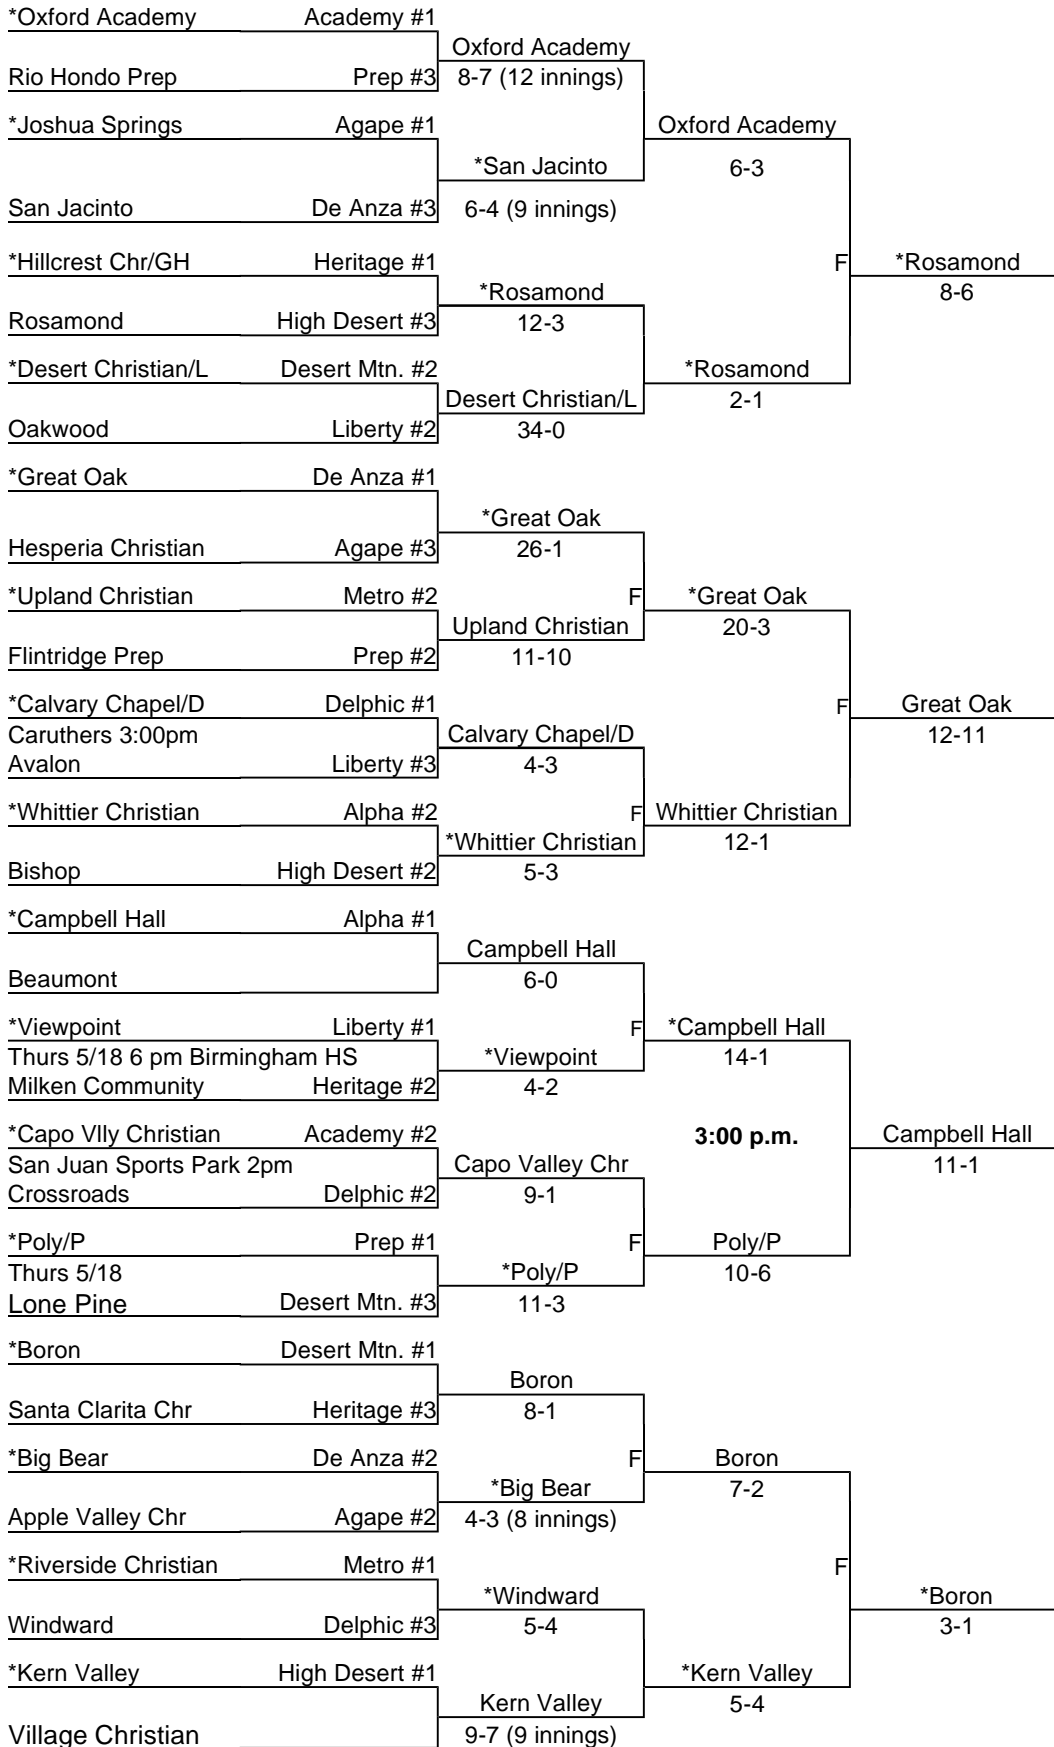 *Oxford Academy Academy #1
Oxford Academy
Rio Hondo Prep Prep #3 8-7 (12 innings)
*Joshua Springs Agape #1 Oxford Academy
*San Jacinto 6-3
San Jacinto De Anza #3 6-4 (9 innings)
*Hillcrest Chr/GH Heritage #1 F *Rosamond
*Rosamond 8-6
Rosamond High Desert #3 12-3
*Desert Christian/L Desert Mtn. #2 *Rosamond
Desert Christian/L 2-1
Oakwood Liberty #2 34-0
*Great Oak De Anza #1
*Great Oak
Hesperia Christian Agape #3 26-1
*Upland Christian Metro #2 F *Great Oak
Upland Christian 20-3
Flintridge Prep Prep #2 11-10
*Calvary Chapel/D Delphic #1 F Great Oak
Caruthers 3:00pm Calvary Chapel/D 12-11
Avalon Liberty #3 4-3
*Whittier Christian Alpha #2 F Whittier Christian
*Whittier Christian 12-1
Bishop High Desert #2 5-3
*Campbell Hall Alpha #1
Campbell Hall
Beaumont 6-0
*Viewpoint Liberty #1 F *Campbell Hall
Thurs 5/18 6 pm Birmingham HS *Viewpoint 14-1
Milken Community Heritage #2 4-2
*Capo Vlly Christian Academy #2 3:00 p.m. Campbell Hall
San Juan Sports Park 2pm Capo Valley Chr 11-1
Crossroads Delphic #2 9-1
*Poly/P Prep #1 F Poly/P
Thurs 5/18 *Poly/P 10-6
Lone Pine Desert Mtn. #3 11-3
*Boron Desert Mtn. #1
Boron
Santa Clarita Chr Heritage #3 8-1
*Big Bear De Anza #2 F Boron
*Big Bear 7-2
Apple Valley Chr Agape #2 4-3 (8 innings)
*Riverside Christian Metro #1 F
*Windward *Boron
Windward Delphic #3 5-4 3-1
*Kern Valley High Desert #1 *Kern Valley
Kern Valley 5-4
Village Christian 9-7 (9 innings)